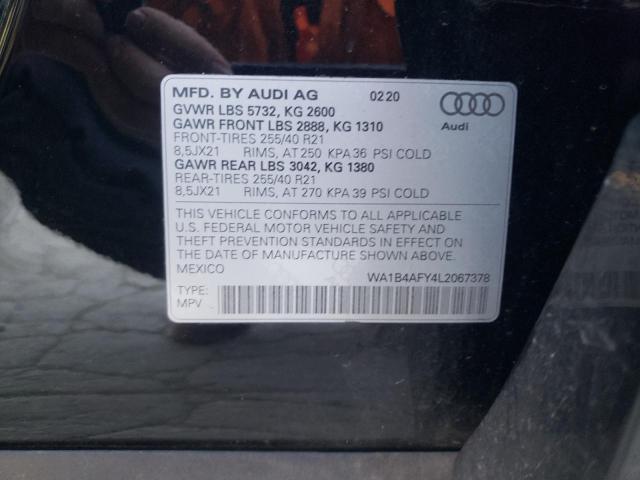 MFD. BY AUDI AG 02 20
GVWR LBS 5732, KG 2600
GAWR FRONT LBS 2888, KG 1310
FRONT-TIRES 255/40 R21
8,5JX21 RIMS, AT 250 KPA 36 PSI COLD
GAWR REAR LBS 3042, KG 1380
REAR-TIRES 255/40 R21
8,5JX21 RIMS, AT 270 KPA 39 PSI COLD
Audi
THIS VEHICLE CONFORMS TO ALL APPLICABLE
U.S. FEDERAL MOTOR VEHICLE SAFETY AND
THEFT PREVENTION STANDARDS IN EFFECT ON
THE DATE OF MANUFACTURE SHOWN ABOVE.
MEXICO
WA1B4AFY4L2067378
TYPE:
MPV